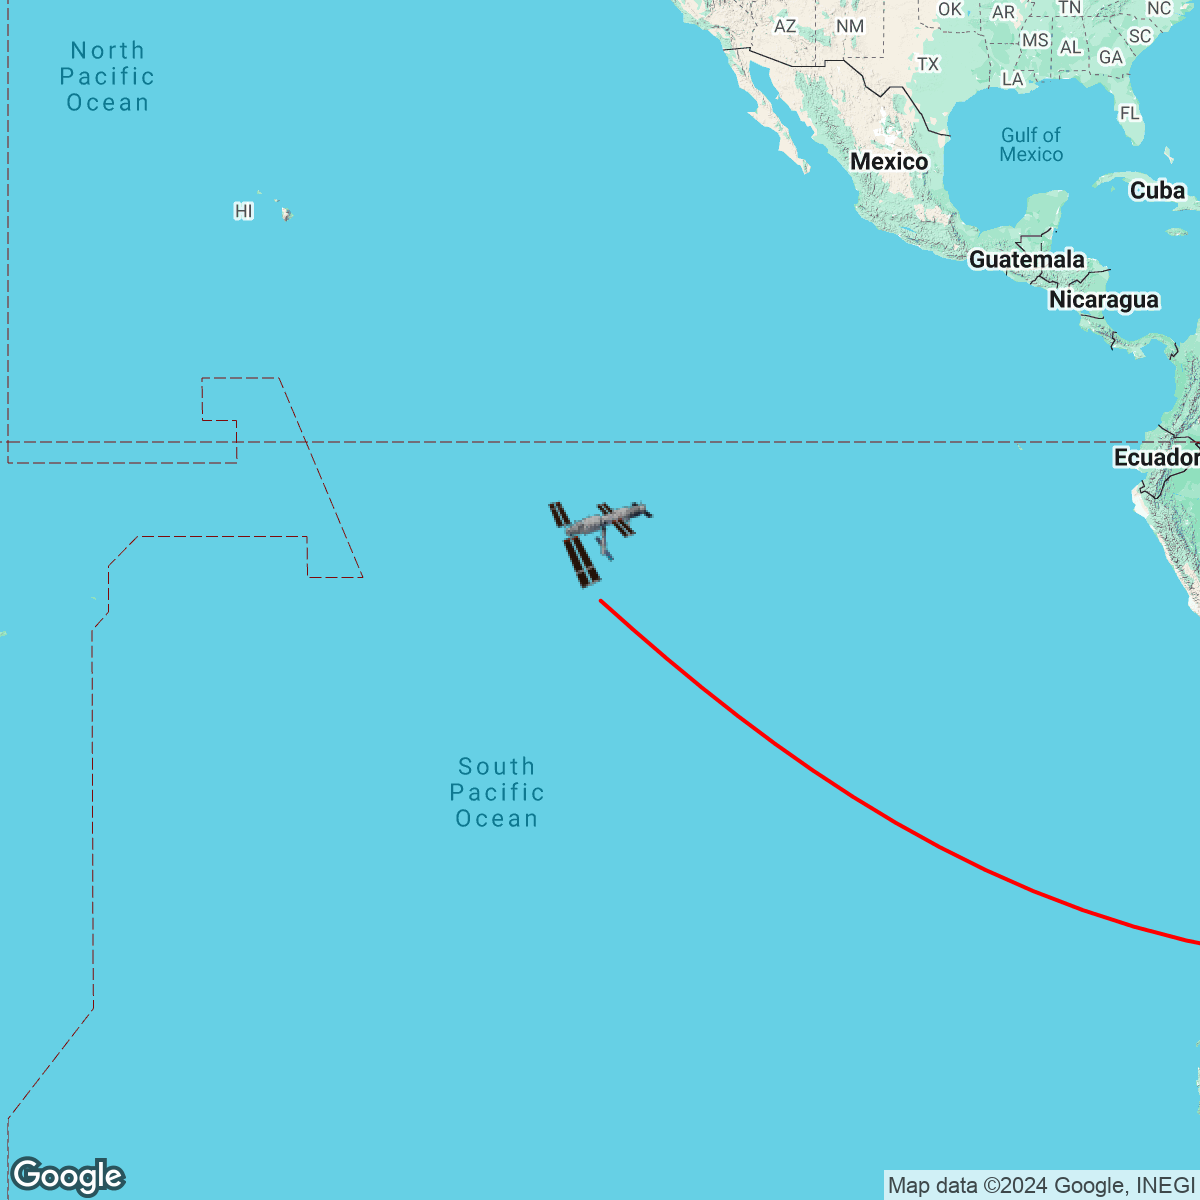 North
Pacific
Ocean
OK
AR
TN
NC
AZ
NM
MS
AL
SC
GA
TX
LA
FL
Gulf of
Mexico
Mexico
Cuba
HI
Guatemala
Nicaragua
Ecuador
South
Pacific
Ocean
Google
Map data ©2024 Google, INEGI